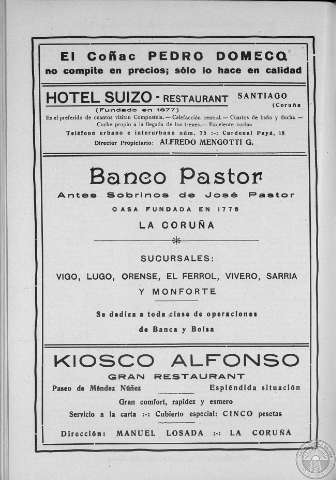 El Coñac PEDRO DOMECQ
no compite en precios; sólo lo hace en calidad
HOTEL SUIZO - RESTAURANT SANTIAGO
(Coruña
(Fundado en 1877)
Es el preferido de cuantos visitan Compostela.— Calefacción central.— Cuartos de baño y ducha.—
Coche propio a la llegada de los trenes.— Excelente cocina
Teléfono urbano e interurbano núm. 75 :-: Cardenal Payá, 18
Director Propietario: ALFREDO MENGOTTI G.
Banco Pastor
Antes Sobrinos de José Pastor
CASA FUNDADA EN 1776
LA CORUÑA
SUCURSALES:
VIGO, LUGO, ORENSE, EL FERROL, VIVERO, SARRIA
Y MONFORTE
Se dedica a toda clase de operaciones
de Banca y Bolsa
KIOSCO ALFONSO
GRAN RESTAURANT
Paseo de Méndez Núñez Espléndida situación
Gran confort, rapidez y esmero
Servicio a la carta :-: Cubierto especial: CINCO pesetas
Dirección: MANUEL LOSADA :-: LA CORUÑA